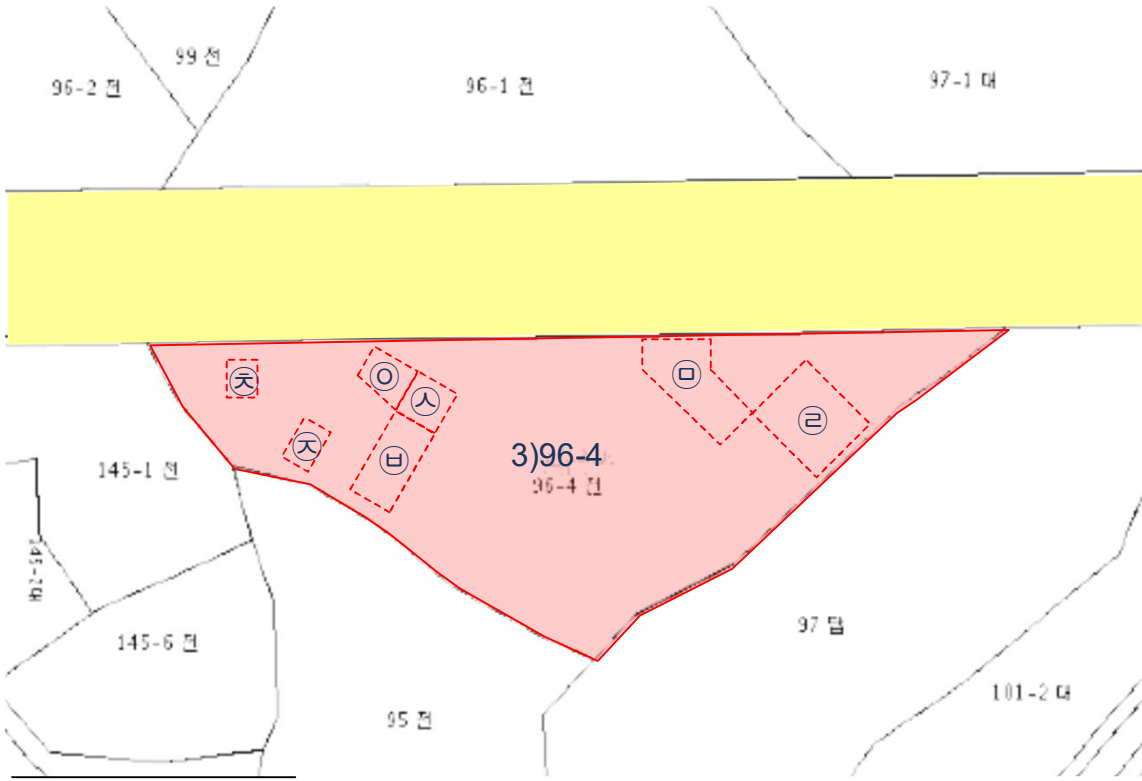 99 전
96-2 전
96-1 전
97-1 대
㉧
㉤
㉩
㉦
㉣
㉨
㉥
3)96-4
96-4 전
145-1 전
145-2대
145-6 전
97 답
101-2 대
95 전